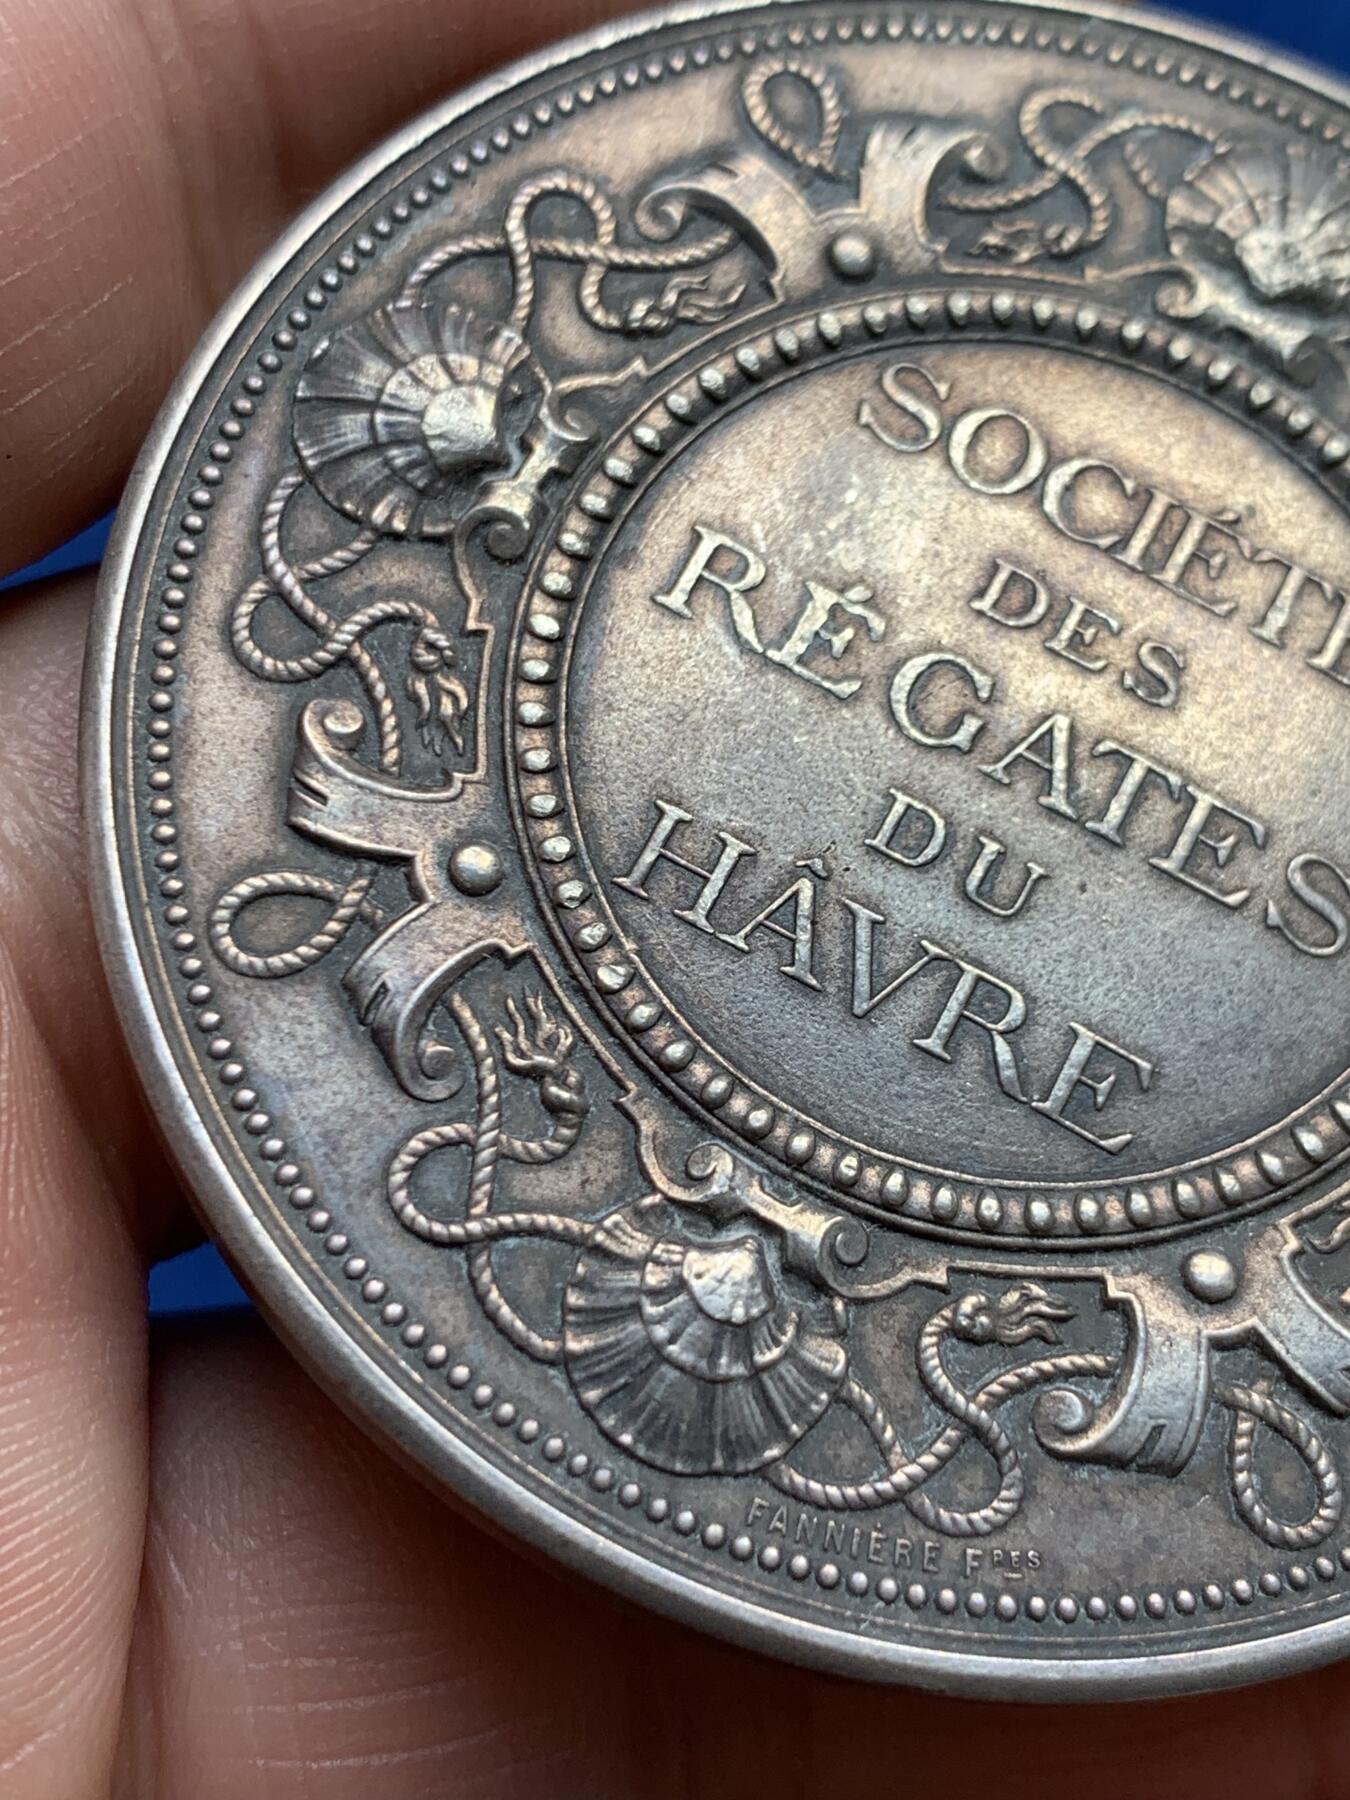 SOCIÉTÉ
DES
RÉGATES
DU
HÂVRE
FANNIÈRE FRES